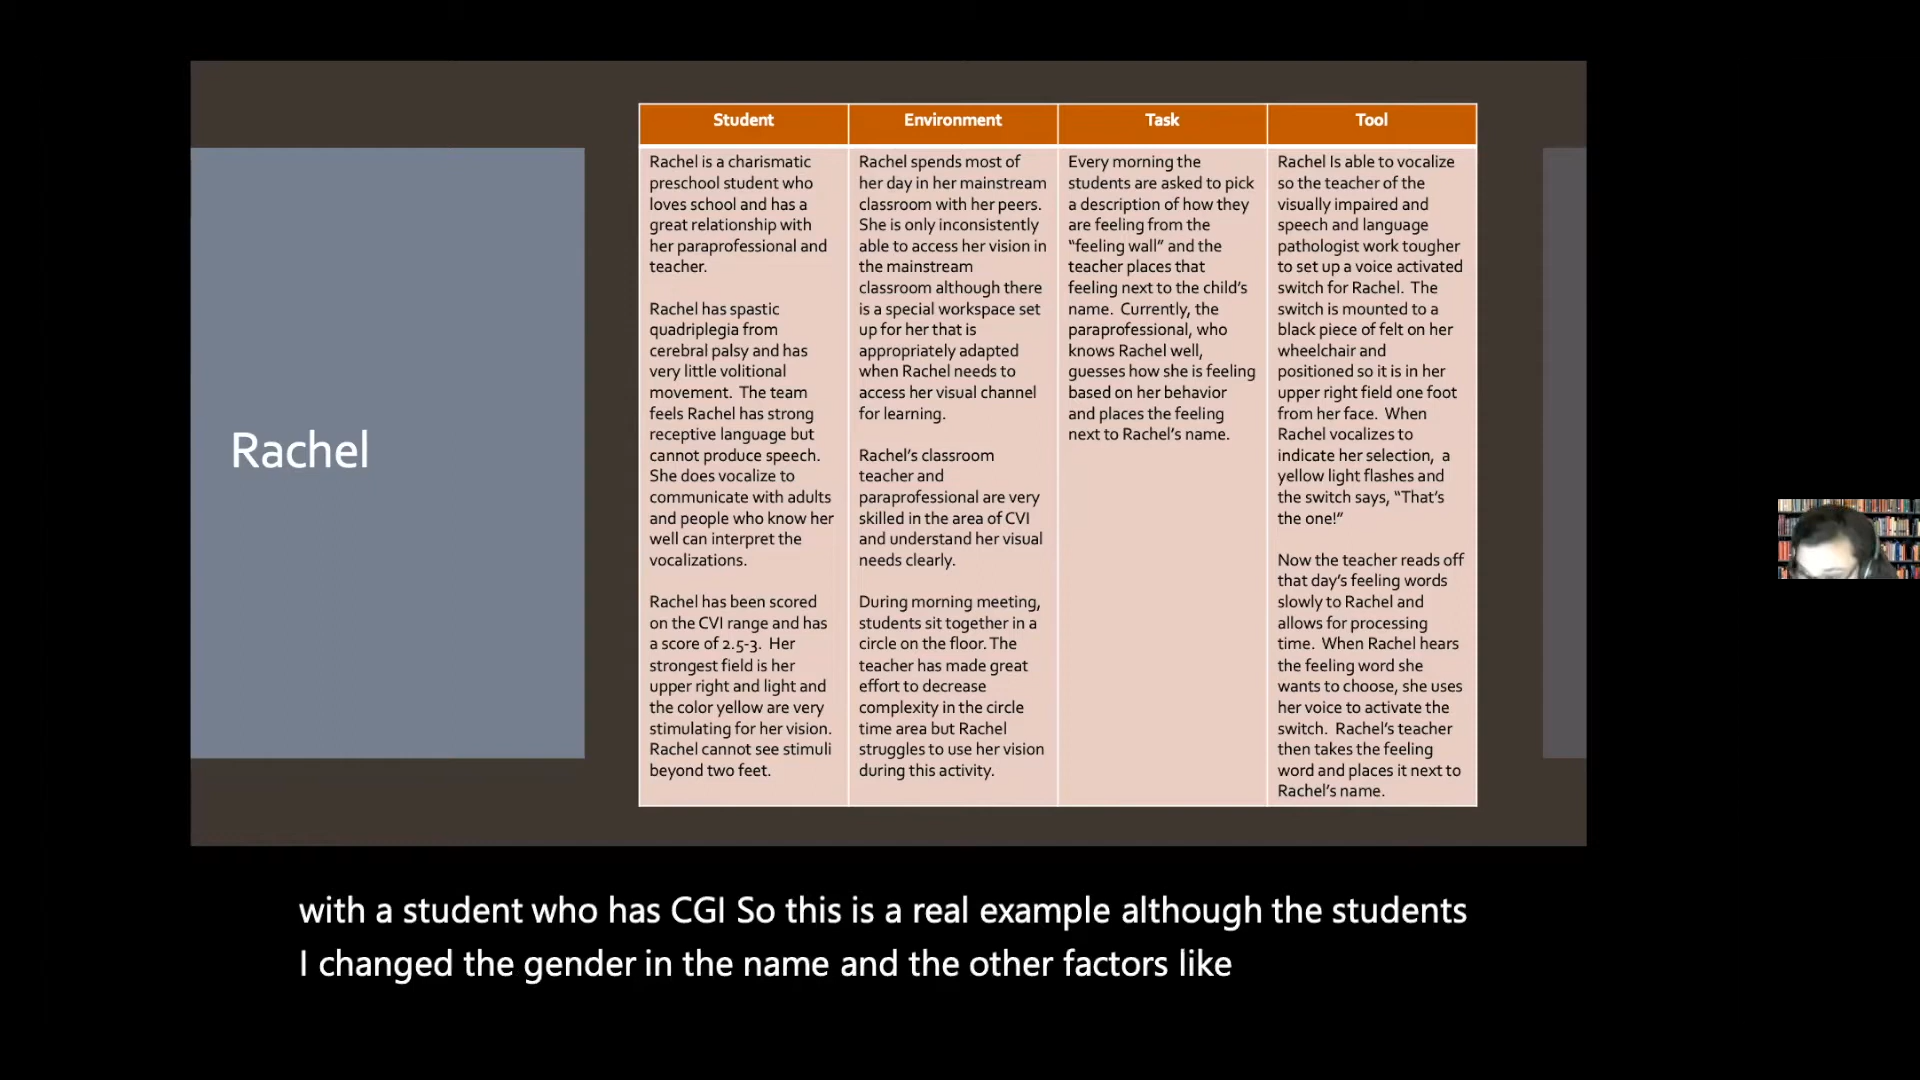 Rachel
Student
Rachel is a charismatic
preschool student who
loves school and has a
great relationship with
her paraprofessional and
teacher.
Rachel has spastic
quadriplegia from
cerebral palsy and has
very little volitional
movement. The team
feels Rachel has strong
receptive language but
cannot produce speech.
She does vocalize to
communicate with adults
and people who know her
well can interpret the
vocalizations.
Rachel has been scored
on the CVI range and has
a score of 2.5-3. Her
strongest field is her
upper right and light and
the color yellow are very
stimulating for her vision.
Rachel cannot see stimuli
beyond two feet.
Environment
Rachel spends most of
her day in her mainstream
classroom with her peers.
She is only inconsistently
able to access her vision in
the mainstream
classroom although there
is a special workspace set
up for her that is
appropriately adapted
when Rachel needs to
access her visual channel
for learning.
Rachel's classroom
teacher and
paraprofessional are very
skilled in the area of CVI
and understand her visual
needs clearly.
During morning meeting,
students sit together in a
circle on the floor. The
teacher has made great
effort to decrease
complexity in the circle
time area but Rachel
struggles to use her vision
during this activity.
Task
Every morning the
students are asked to pick
a description of how they
are feeling from the
“feeling wall” and the
teacher places that
feeling next to the child's
name. Currently, the
paraprofessional, who
knows Rachel well,
guesses how she is feeling
based on her behavior
and places the feeling
next to Rachel's name.
Tool
Rachel Is able to vocalize
so the teacher of the
visually impaired and
speech and language
pathologist work tougher
to set up a voice activated
switch for Rachel. The
switch is mounted to a
black piece of felt on her
wheelchair and
positioned so it is in her
upper right field one foot
from her face. When
Rachel vocalizes to
indicate her selection, a
yellow light flashes and
the switch says, “That's
the one!”
Now the teacher reads off
that day's feeling words
slowly to Rachel and
allows for processing
time. When Rachel hears
the feeling word she
wants to choose, she uses
her voice to activate the
switch. Rachel's teacher
then takes the feeling
word and places it next to
Rachel's name.
with a student who has CGI So this is a real example although the students
I changed the gender in the name and the other factors like